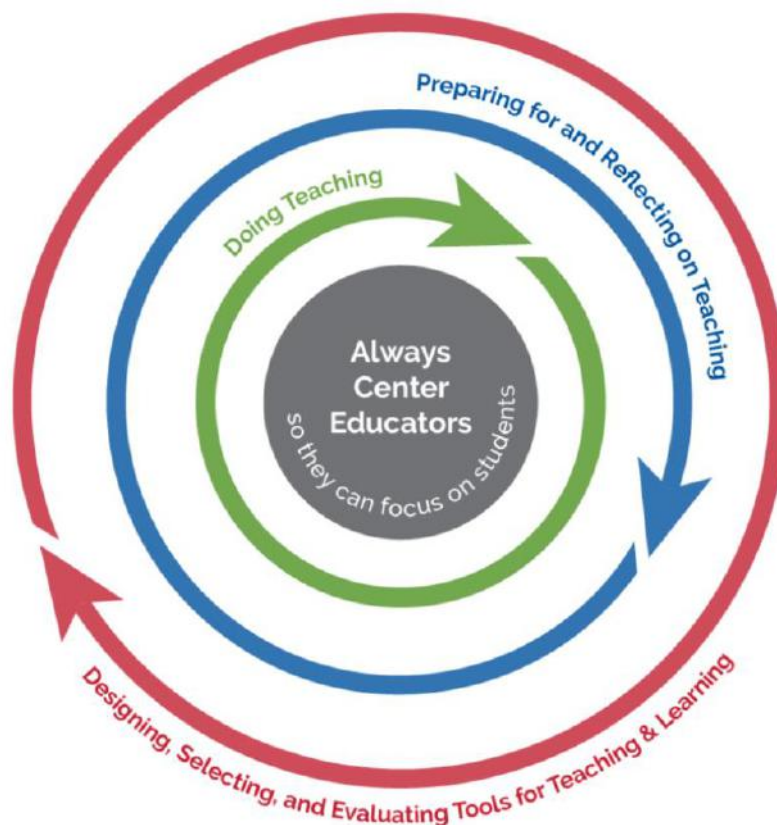 Preparing for and Reflecting on Teaching
Doing Teaching
Always
Center
Educators
so they can focus on students
Designing, Selecting, and Evaluating Tools for Teaching & Learning